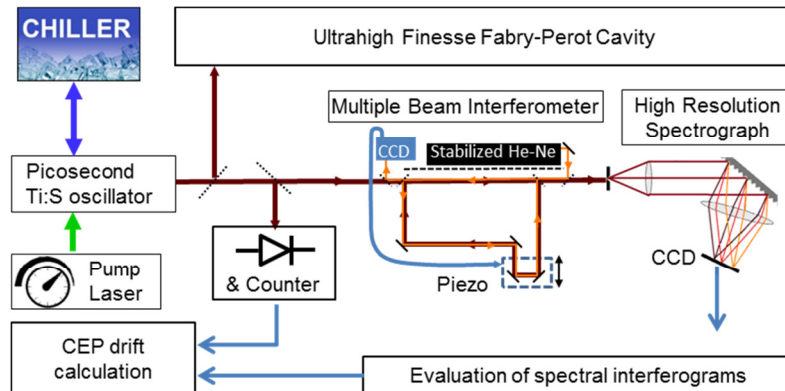 CHILLER
Ultrahigh Finesse Fabry-Perot Cavity
Multiple Beam Interferometer
High Resolution
Spectrograph
CCD
Stabilized He-Ne
Picosecond
Ti:S oscillator
Pump
Laser
& Counter
Piezo
CCD
CEP drift
calculation
Evaluation of spectral interferograms